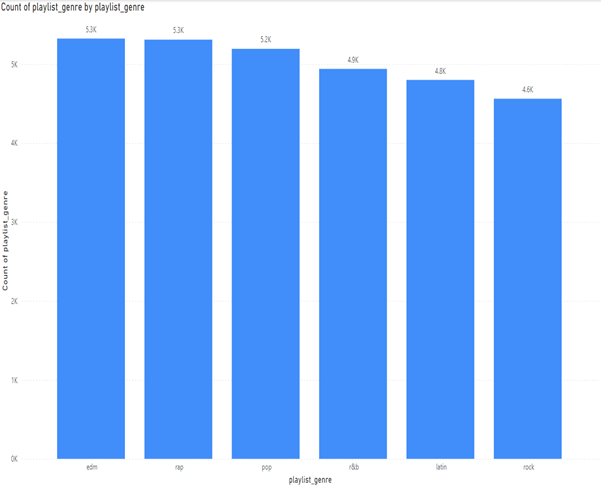 Count of playlist_genre by playlist_genre
5.3K
5.3K
5.2K
4.9K
4.8K
4.6K
5K
4K
3K
2K
1K
0K
Count of playlist_genre
edm
rap
pop
r&b
latin
rock
playlist_genre